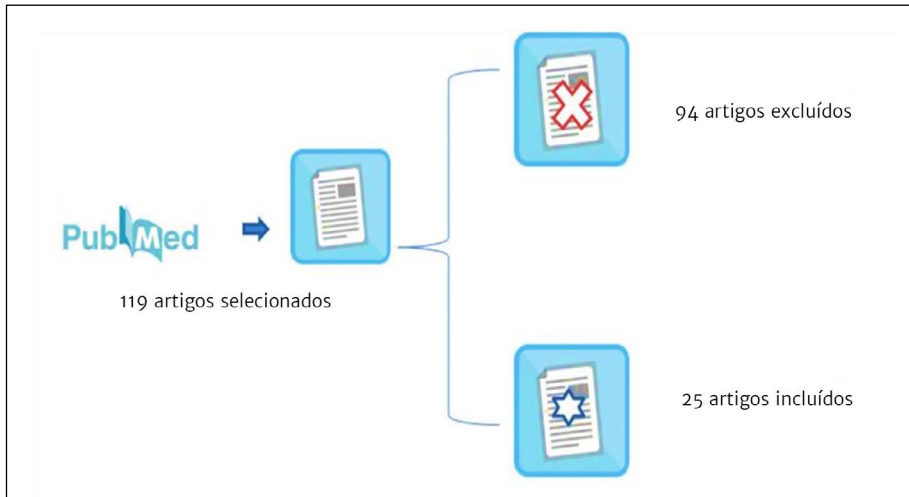 PubMed
119 artigos selecionados
94 artigos excluídos
25 artigos incluídos